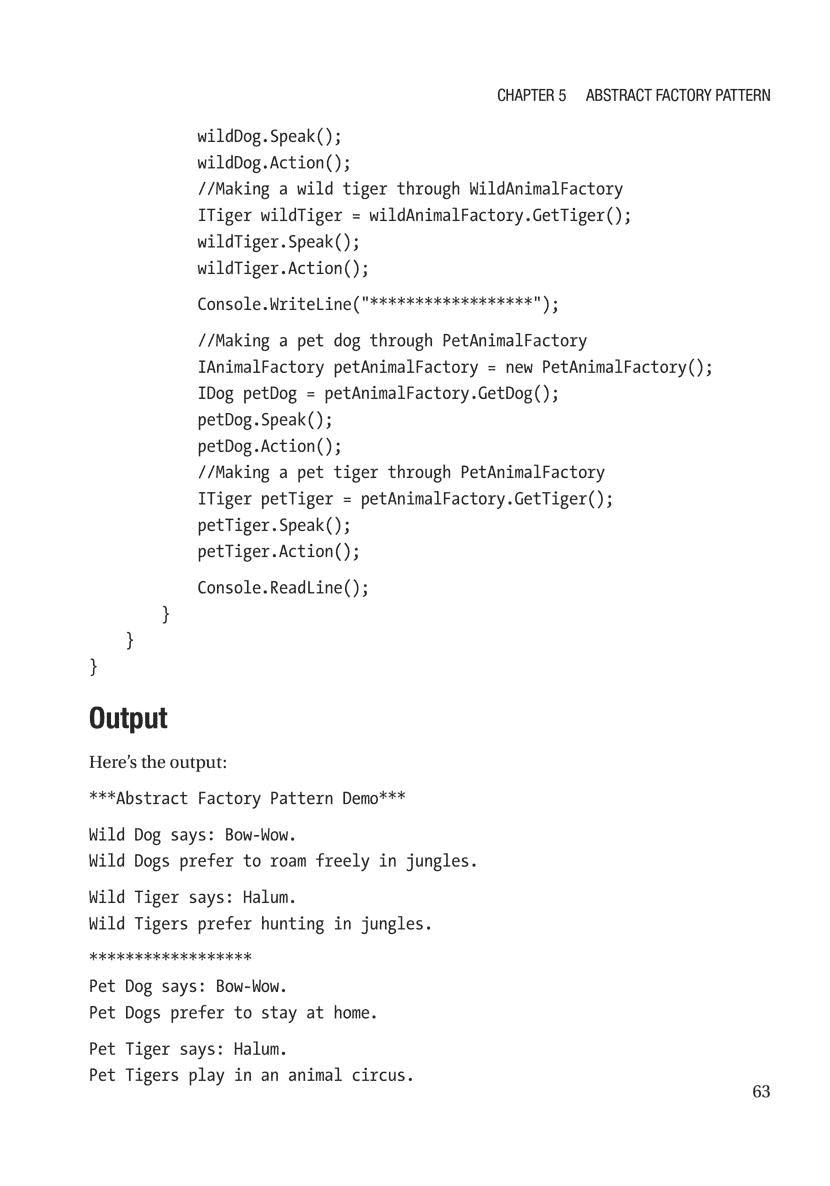 CHAPTER 5 ABSTRACT FACTORY PATTERN
wildDog.Speak();
wildDog.Action();
//Making a wild tiger through WildAnimalFactory
ITiger wildTiger = wildAnimalFactory.GetTiger();
wildTiger.Speak();
wildTiger.Action();
Console.WriteLine("******************");
//Making a pet dog through PetAnimalFactory
IAnimalFactory petAnimalFactory = new PetAnimalFactory();
IDog petDog = petAnimalFactory.GetDog();
petDog.Speak();
petDog.Action();
//Making a pet tiger through PetAnimalFactory
ITiger petTiger = petAnimalFactory.GetTiger();
petTiger.Speak();
petTiger.Action();
Console.ReadLine();
}
}
}
Output
Here’s the output:
***Abstract Factory Pattern Demo***
Wild Dog says: Bow-Wow.
Wild Dogs prefer to roam freely in jungles.
Wild Tiger says: Halum.
Wild Tigers prefer hunting in jungles.
******************
Pet Dog says: Bow-Wow.
Pet Dogs prefer to stay at home.
Pet Tiger says: Halum.
Pet Tigers play in an animal circus.
63